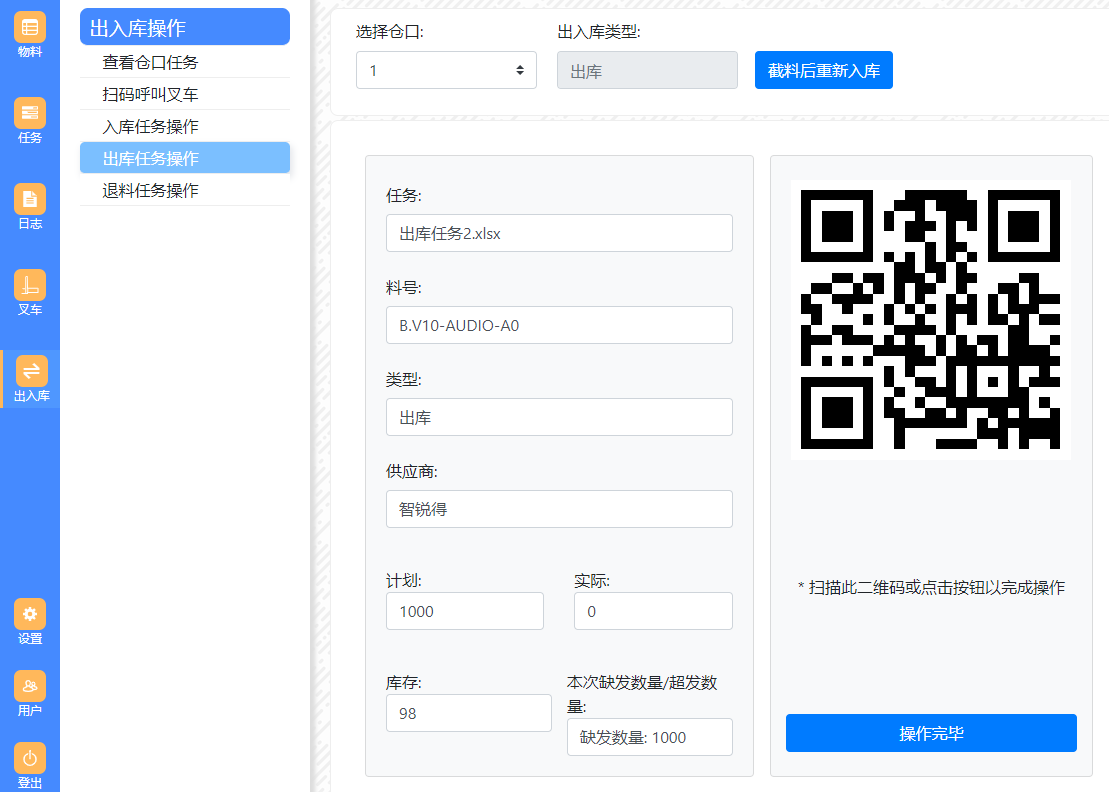 物料
任务
日志
叉车
出入库
设置
用户
登出
出入库操作
查看仓口任务
扫码呼叫叉车
入库任务操作
出库任务操作
退料任务操作
选择仓口:
1
出入库类型:
出库
截料后重新入库
任务:
出库任务2.xlsx
料号:
B.V10-AUDIO-A0
类型:
出库
供应商:
智锐得
计划:
1000
实际:
0
库存:
98
本次缺发数量/超发数
量:
缺发数量: 1000
* 扫描此二维码或点击按钮以完成操作
操作完毕